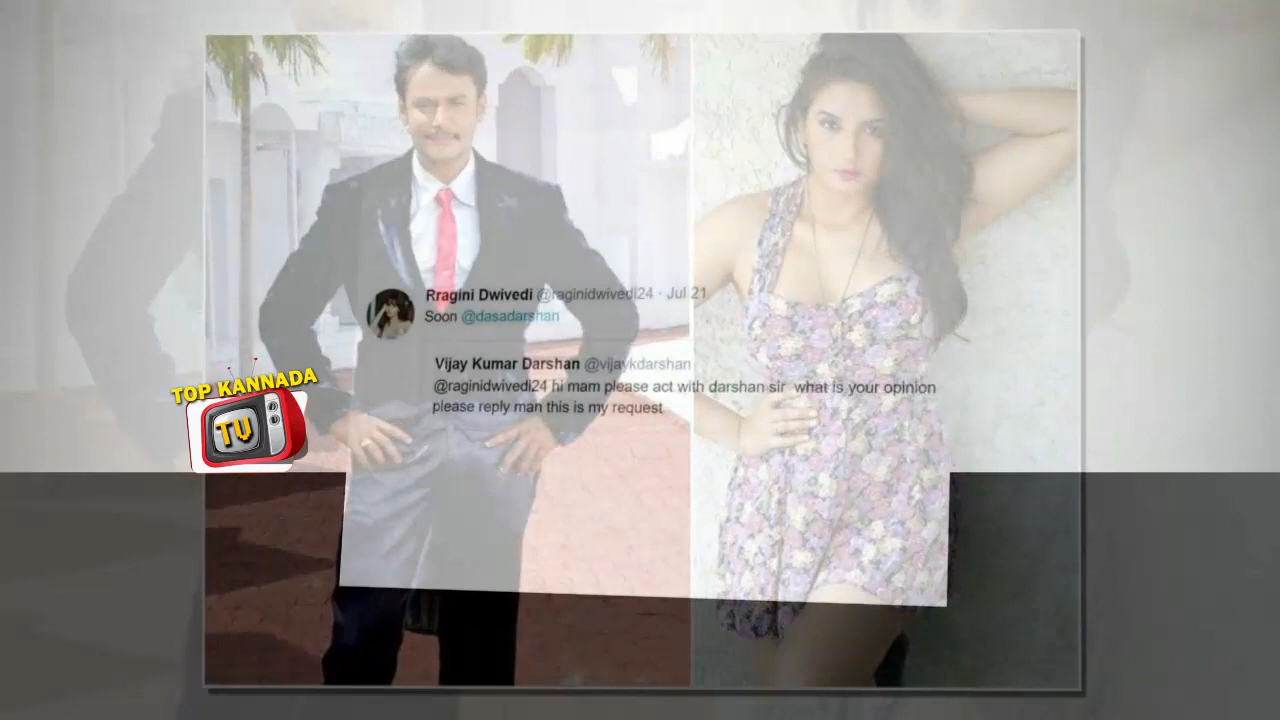 Rragini Dwivedi @raginidwivedi24 · Jul 21
Soon @dasadarshan
Vijay Kumar Darshan @vijaykdarshan
@raginidwivedi24 hi mam please act with darshan sir what is your opinion
please reply man this is my request
TOP KANNADA
TV